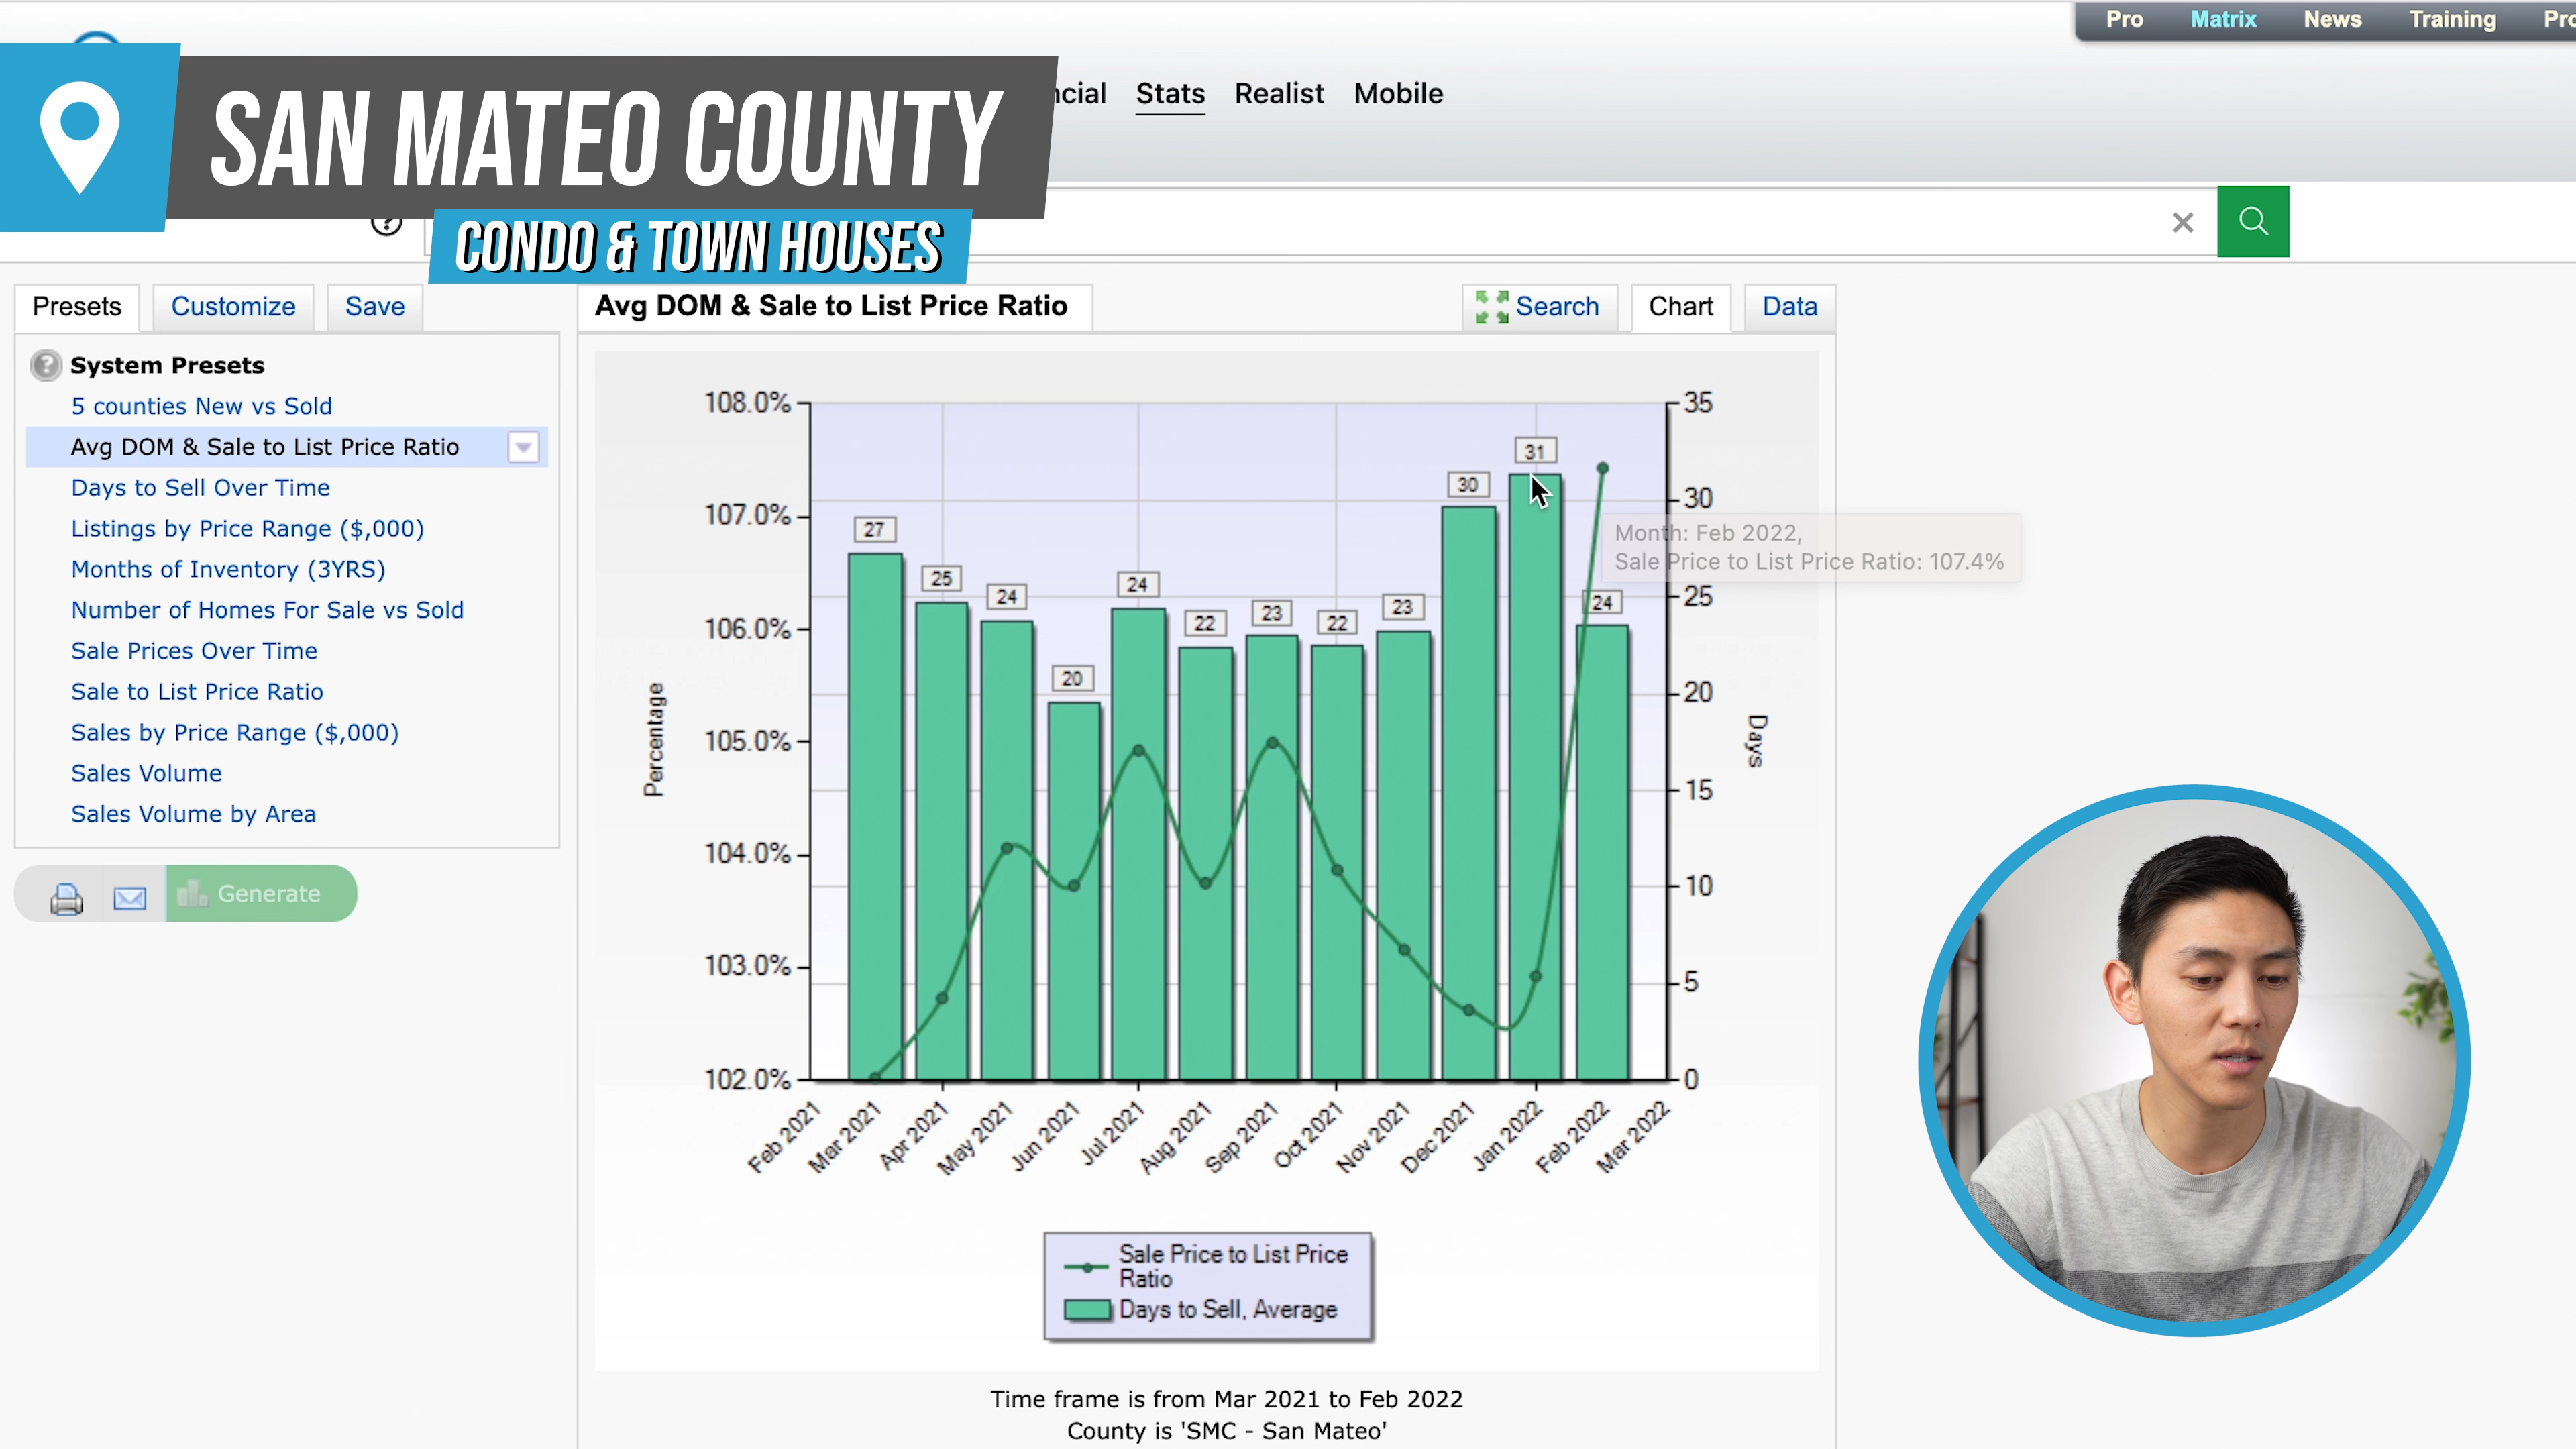 Pro Matrix News Training
SAN MATEO COUNTY
Stats Realist Mobile
CONDO & TOWN HOUSES
Presets Customize Save
Avg DOM & Sale to List Price Ratio
Search Chart Data
System Presets
5 counties New vs Sold
Avg DOM & Sale to List Price Ratio
Days to Sell Over Time
Listings by Price Range ($,000)
Months of Inventory (3YRS)
Number of Homes For Sale vs Sold
Sale Prices Over Time
Sale to List Price Ratio
Sales by Price Range ($,000)
Sales Volume
Sales Volume by Area
Generate
Percentage
108.0%
107.0%
106.0%
105.0%
104.0%
103.0%
102.0%
27
25
24
20
24
22
23
22
23
30
31
24
Month: Feb 2022,
Sale Price to List Price Ratio: 107.4%
35
30
25
20
15
10
5
0
Days
Feb 2021
Mar 2021
Apr 2021
May 2021
Jun 2021
Jul 2021
Aug 2021
Sep 2021
Oct 2021
Nov 2021
Dec 2021
Jan 2022
Feb 2022
Mar 2022
Sale Price to List Price
Ratio
Days to Sell, Average
Time frame is from Mar 2021 to Feb 2022
County is 'SMC - San Mateo'